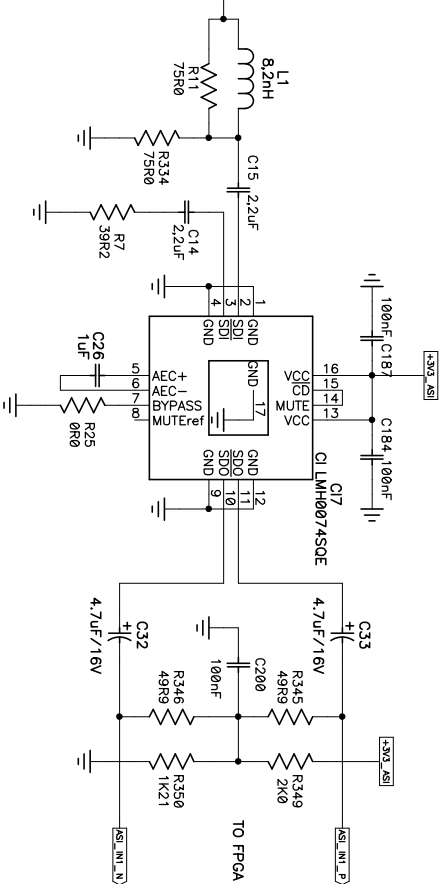 L1
8,2nH
R11
75R0
R334
75R0
C15
2,2uF
C14
2,2uF
R7
39R2
100nF
C187
+3V3_ASI
C184
100nF
CI7
CI LMH0074SQE
1
2
3
4
GND
SDI
SDI
GND
16
15
14
13
VCC
CD
MUTE
VCC
GND
17
5
6
7
8
AEC+
AEC-
BYPASS
MUTEref
C26
1uF
R25
0R0
12
11
10
9
GND
SDO
SDO
GND
C33
4.7uF/16V
C32
4.7uF/16V
C200
100nF
R345
49R9
R346
49R9
R349
2K0
R350
1K21
+3V3_ASI
TO FPGA
ASI_IN1_P
ASI_IN1_N